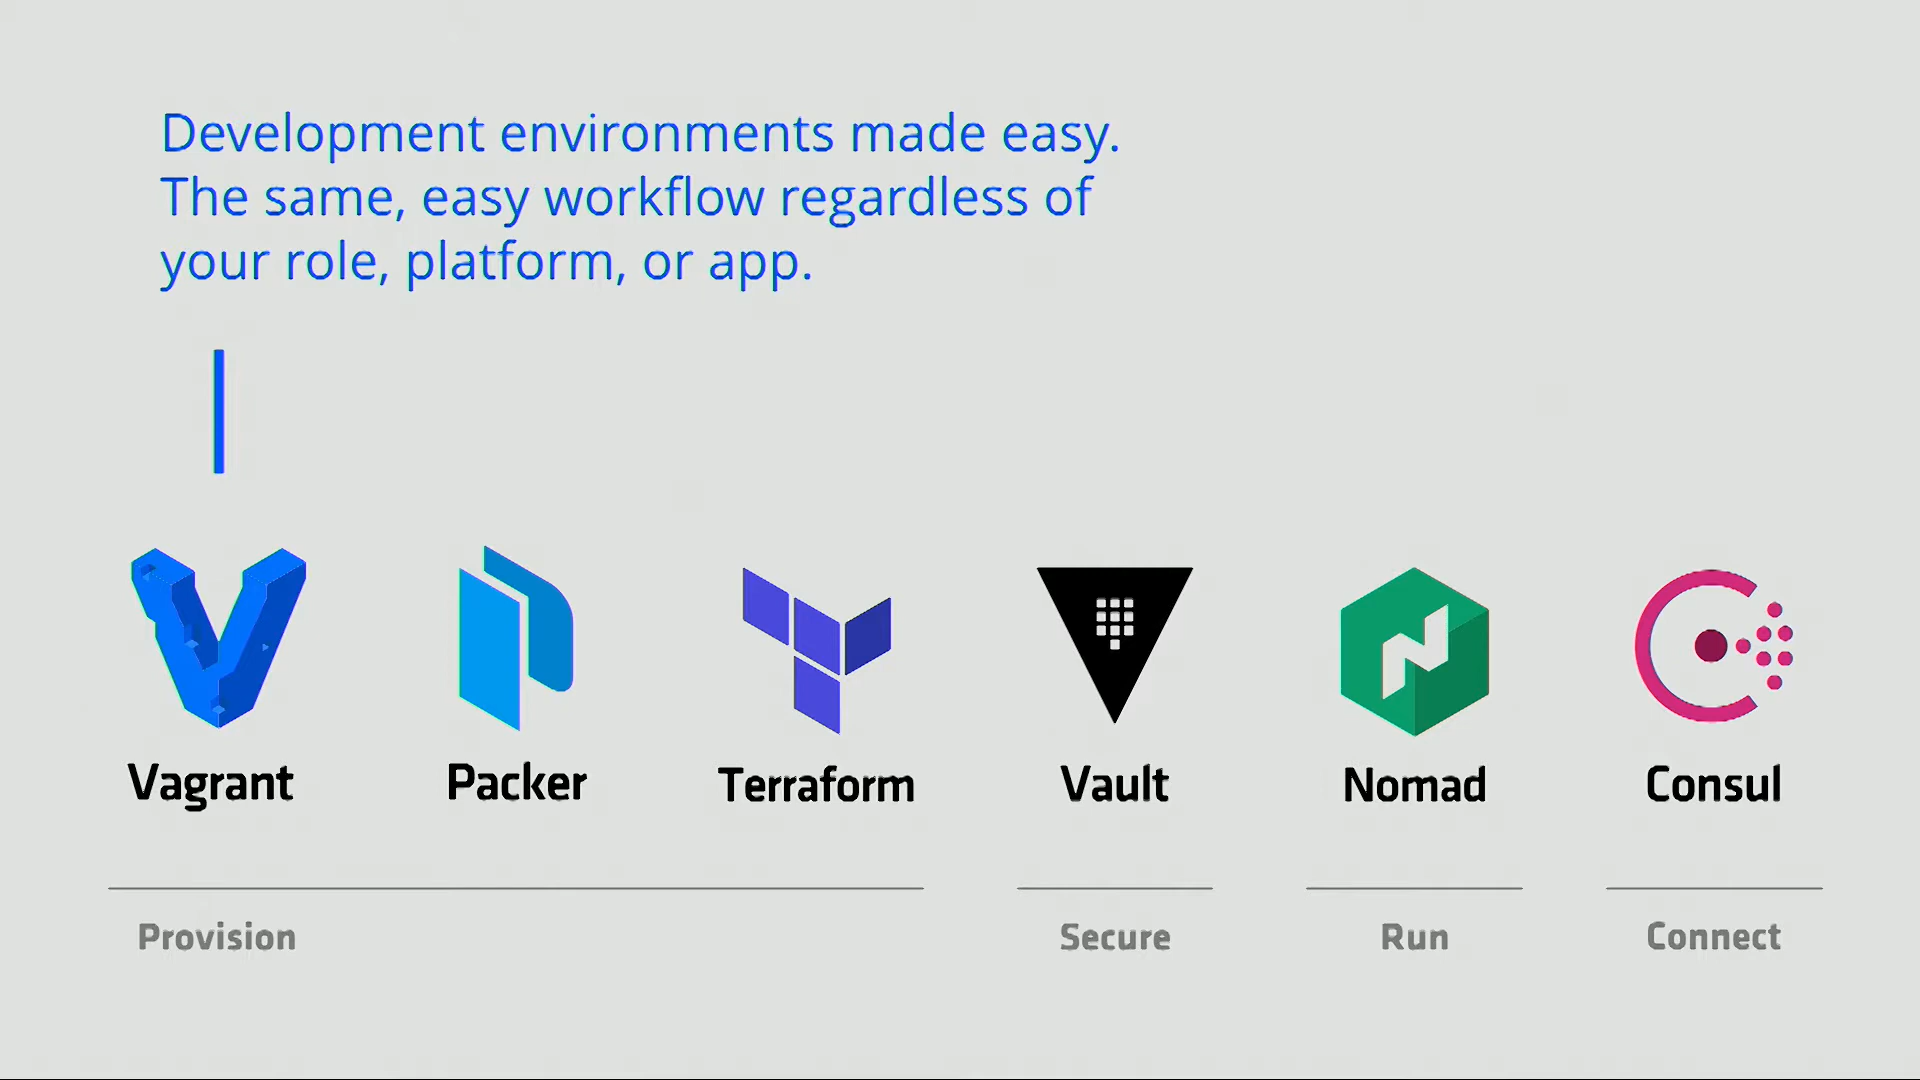 Development environments made easy.
The same, easy workflow regardless of
your role, platform, or app.
Vagrant
Packer
Terraform
Vault
Nomad
Consul
Provision
Secure
Run
Connect